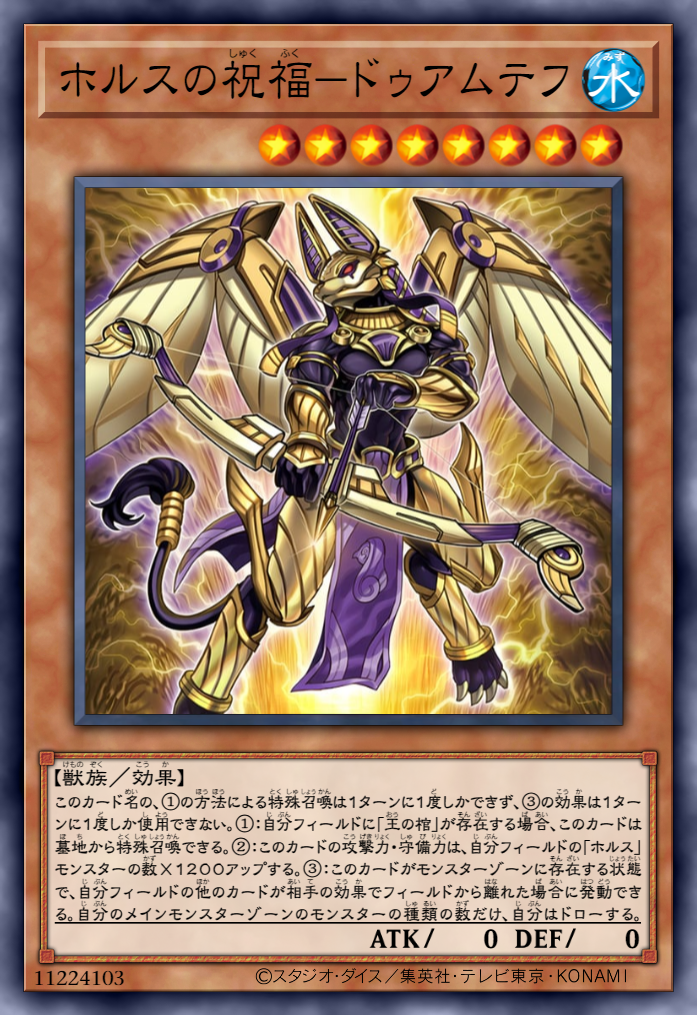 ホルスの祝福－ドゥアムテフ
水
【獣族／効果】
このカード名の、①の方法による特殊召喚は1ターンに1度しかできず、③の効果は1ター
ンに1度しか使用できない。①：自分フィールドに「王の棺」が存在する場合、このカードは
墓地から特殊召喚できる。②：このカードの攻撃力・守備力は、自分フィールドの「ホルス」
モンスターの数×1200アップする。③：このカードがモンスターゾーンに存在する状態
で、自分フィールドの他のカードが相手の効果でフィールドから離れた場合に発動でき
る。自分のメインモンスターゾーンのモンスターの種類の数だけ、自分はドローする。
ATK/ 0 DEF/ 0
11224103 ©スタジオ・ダイス／集英社・テレビ東京・KONAMI